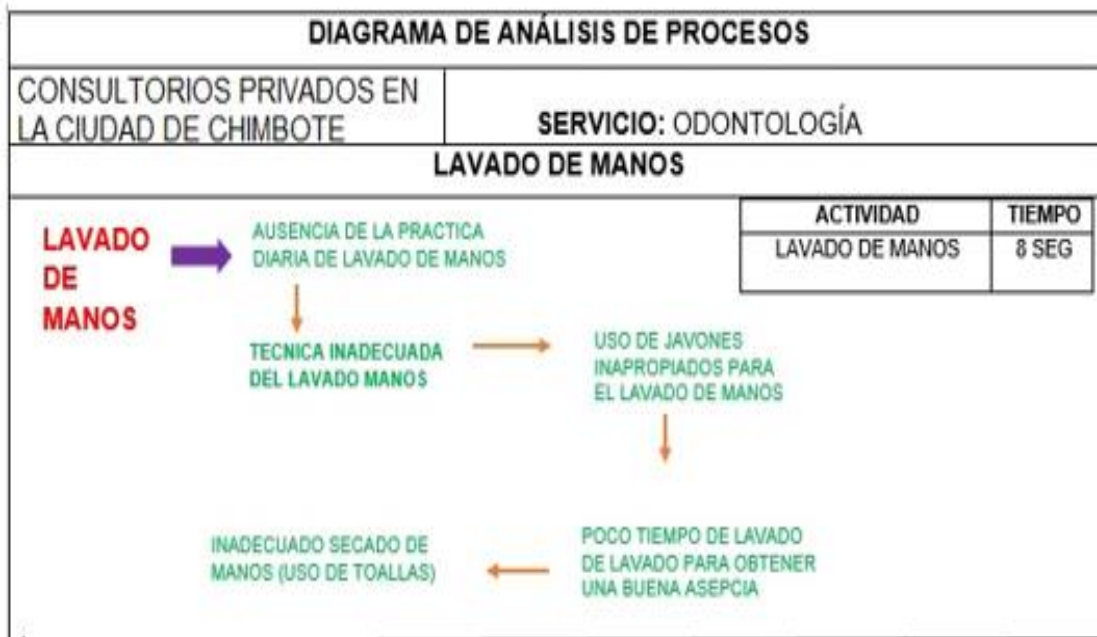 DIAGRAMA DE ANÁLISIS DE PROCESOS
CONSULTORIOS PRIVADOS EN
LA CIUDAD DE CHIMBOTE
SERVICIO: ODONTOLOGÍA
LAVADO DE MANOS
LAVADO
DE
MANOS
AUSENCIA DE LA PRACTICA
DIARIA DE LAVADO DE MANOS
ACTIVIDAD TIEMPO
LAVADO DE MANOS 8 SEG
TECNICA INADECUADA
DEL LAVADO MANOS
USO DE JAVONES
INAPROPIADOS PARA
EL LAVADO DE MANOS
POCO TIEMPO DE LAVADO
DE LAVADO PARA OBTENER
UNA BUENA ASEPCIA
INADECUADO SECADO DE
MANOS (USO DE TOALLAS)